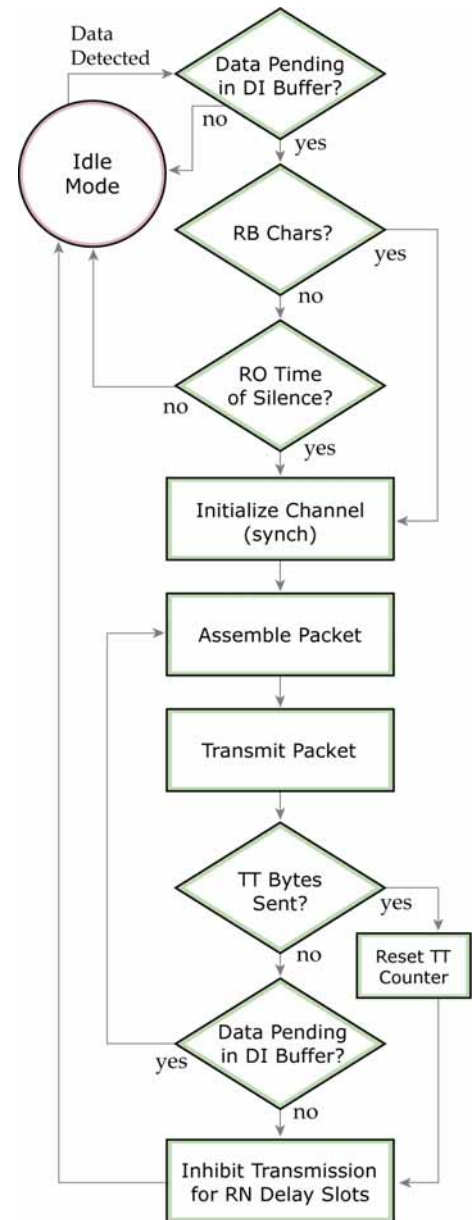 Data
Detected
Data Pending
in DI Buffer?
no
yes
Idle
Mode
RB Chars?
yes
no
RO Time
of Silence?
no
yes
Initialize Channel
(synch)
Assemble Packet
Transmit Packet
TT Bytes
Sent?
yes
no
Reset TT
Counter
Data Pending
in DI Buffer?
yes
no
Inhibit Transmission
for RN Delay Slots